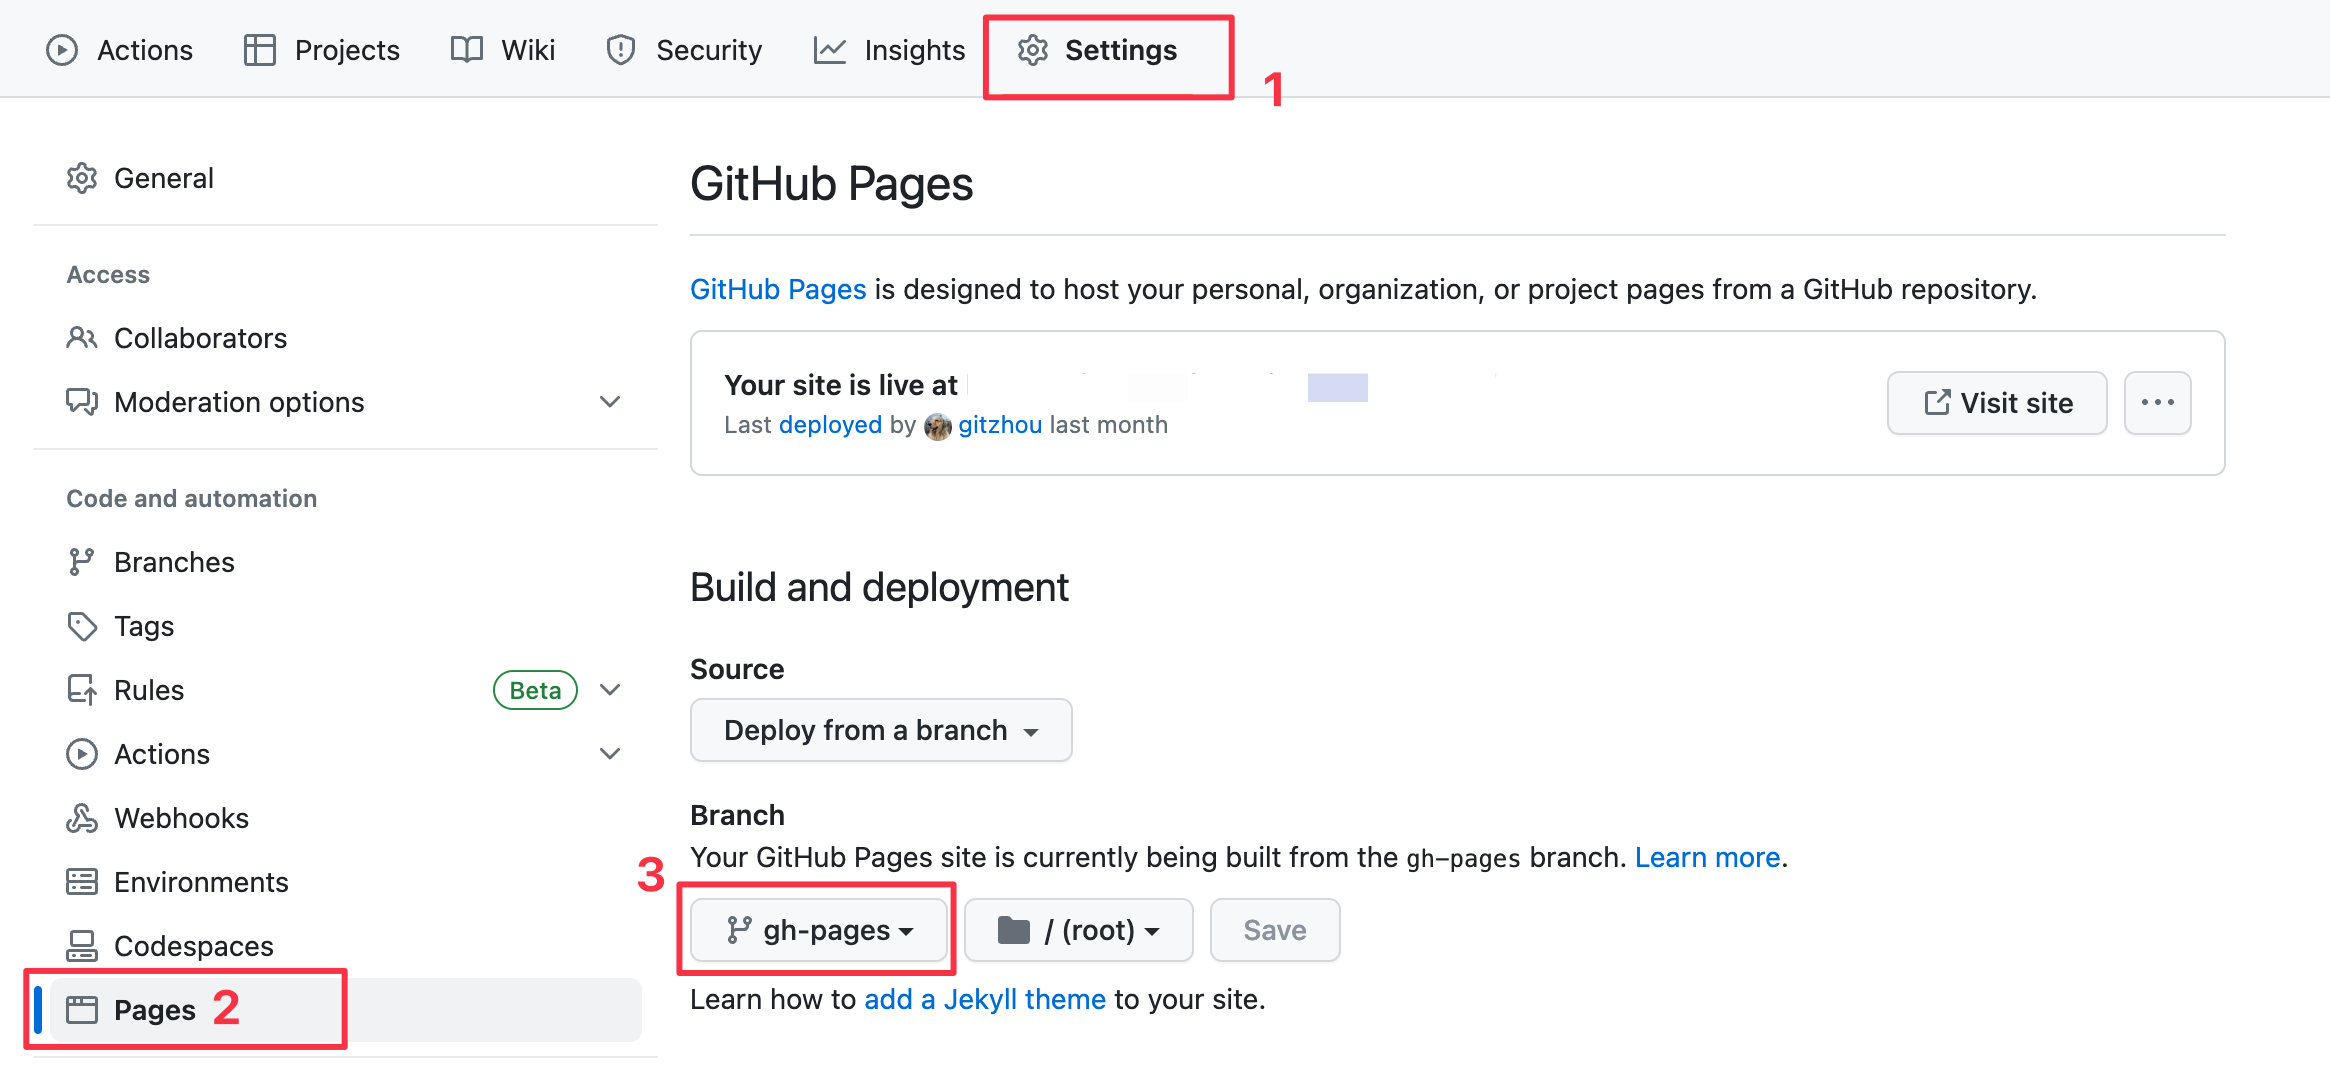 Actions Projects Wiki Security Insights Settings 1
General
Access
Collaborators
Moderation options
Code and automation
Branches
Tags
Rules Beta
Actions
Webhooks
Environments
Codespaces
Pages 2
GitHub Pages
GitHub Pages is designed to host your personal, organization, or project pages from a GitHub repository.
Your site is live at
Last deployed by gitzhou last month
Visit site
Build and deployment
Source
Deploy from a branch
Branch
Your GitHub Pages site is currently being built from the gh-pages branch. Learn more.
3
gh-pages / (root) Save
Learn how to add a Jekyll theme to your site.